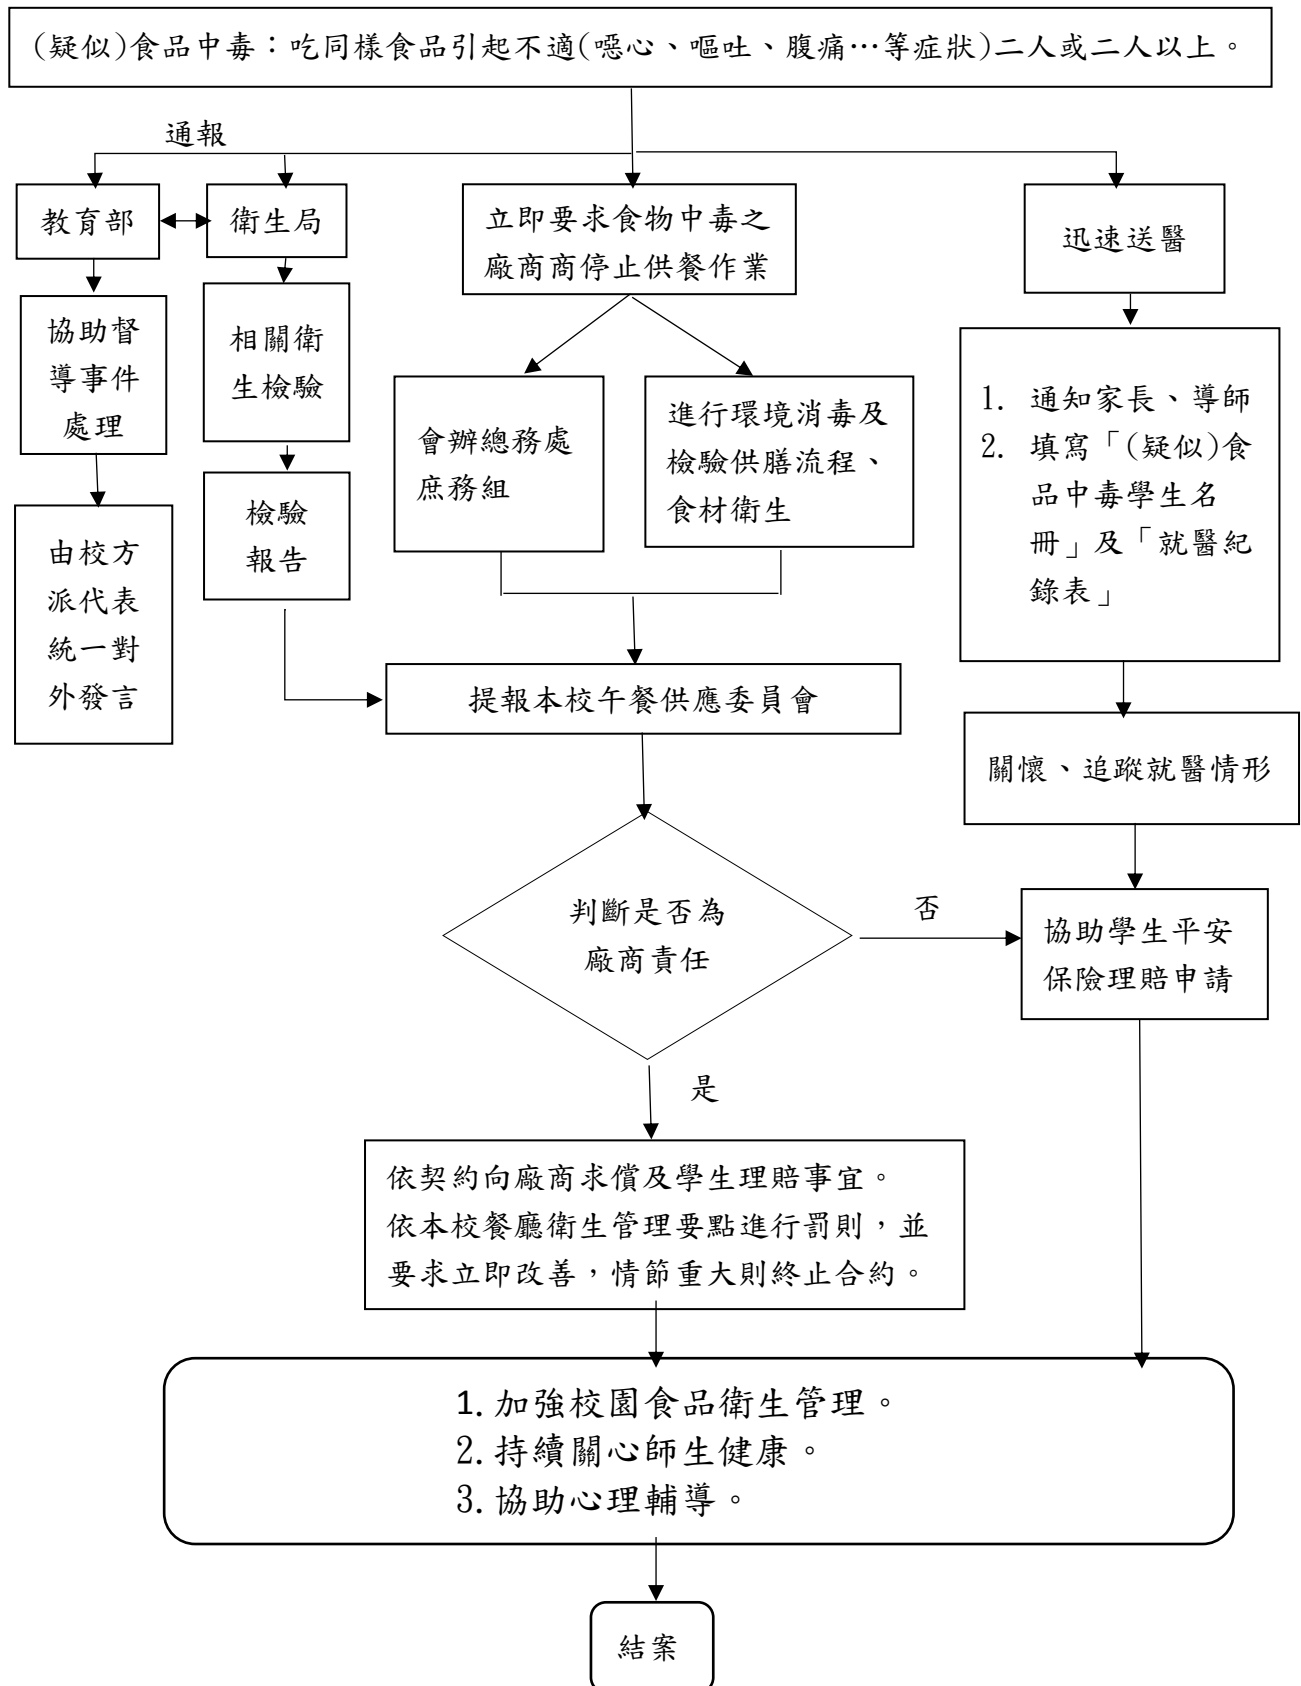 (疑似)食品中毒：吃同樣食品引起不適(噁心、嘔吐、腹痛…等症狀)二人或二人以上。
通報
教育部
衛生局
立即要求食物中毒之
廠商商停止供餐作業
迅速送醫
協助督
導事件
處理
相關衛
生檢驗
會辦總務處
庶務組
進行環境消毒及
檢驗供膳流程、
食材衛生
1. 通知家長、導師
2. 填寫「(疑似)食
品中毒學生名
冊」及「就醫紀
錄表」
由校方
派代表
統一對
外發言
檢驗
報告
提報本校午餐供應委員會
關懷、追蹤就醫情形
判斷是否為
廠商責任
否
協助學生平安
保險理賠申請
是
依契約向廠商求償及學生理賠事宜。
依本校餐廳衛生管理要點進行罰則，並
要求立即改善，情節重大則終止合約。
1. 加強校園食品衛生管理。
2. 持續關心師生健康。
3. 協助心理輔導。
結案